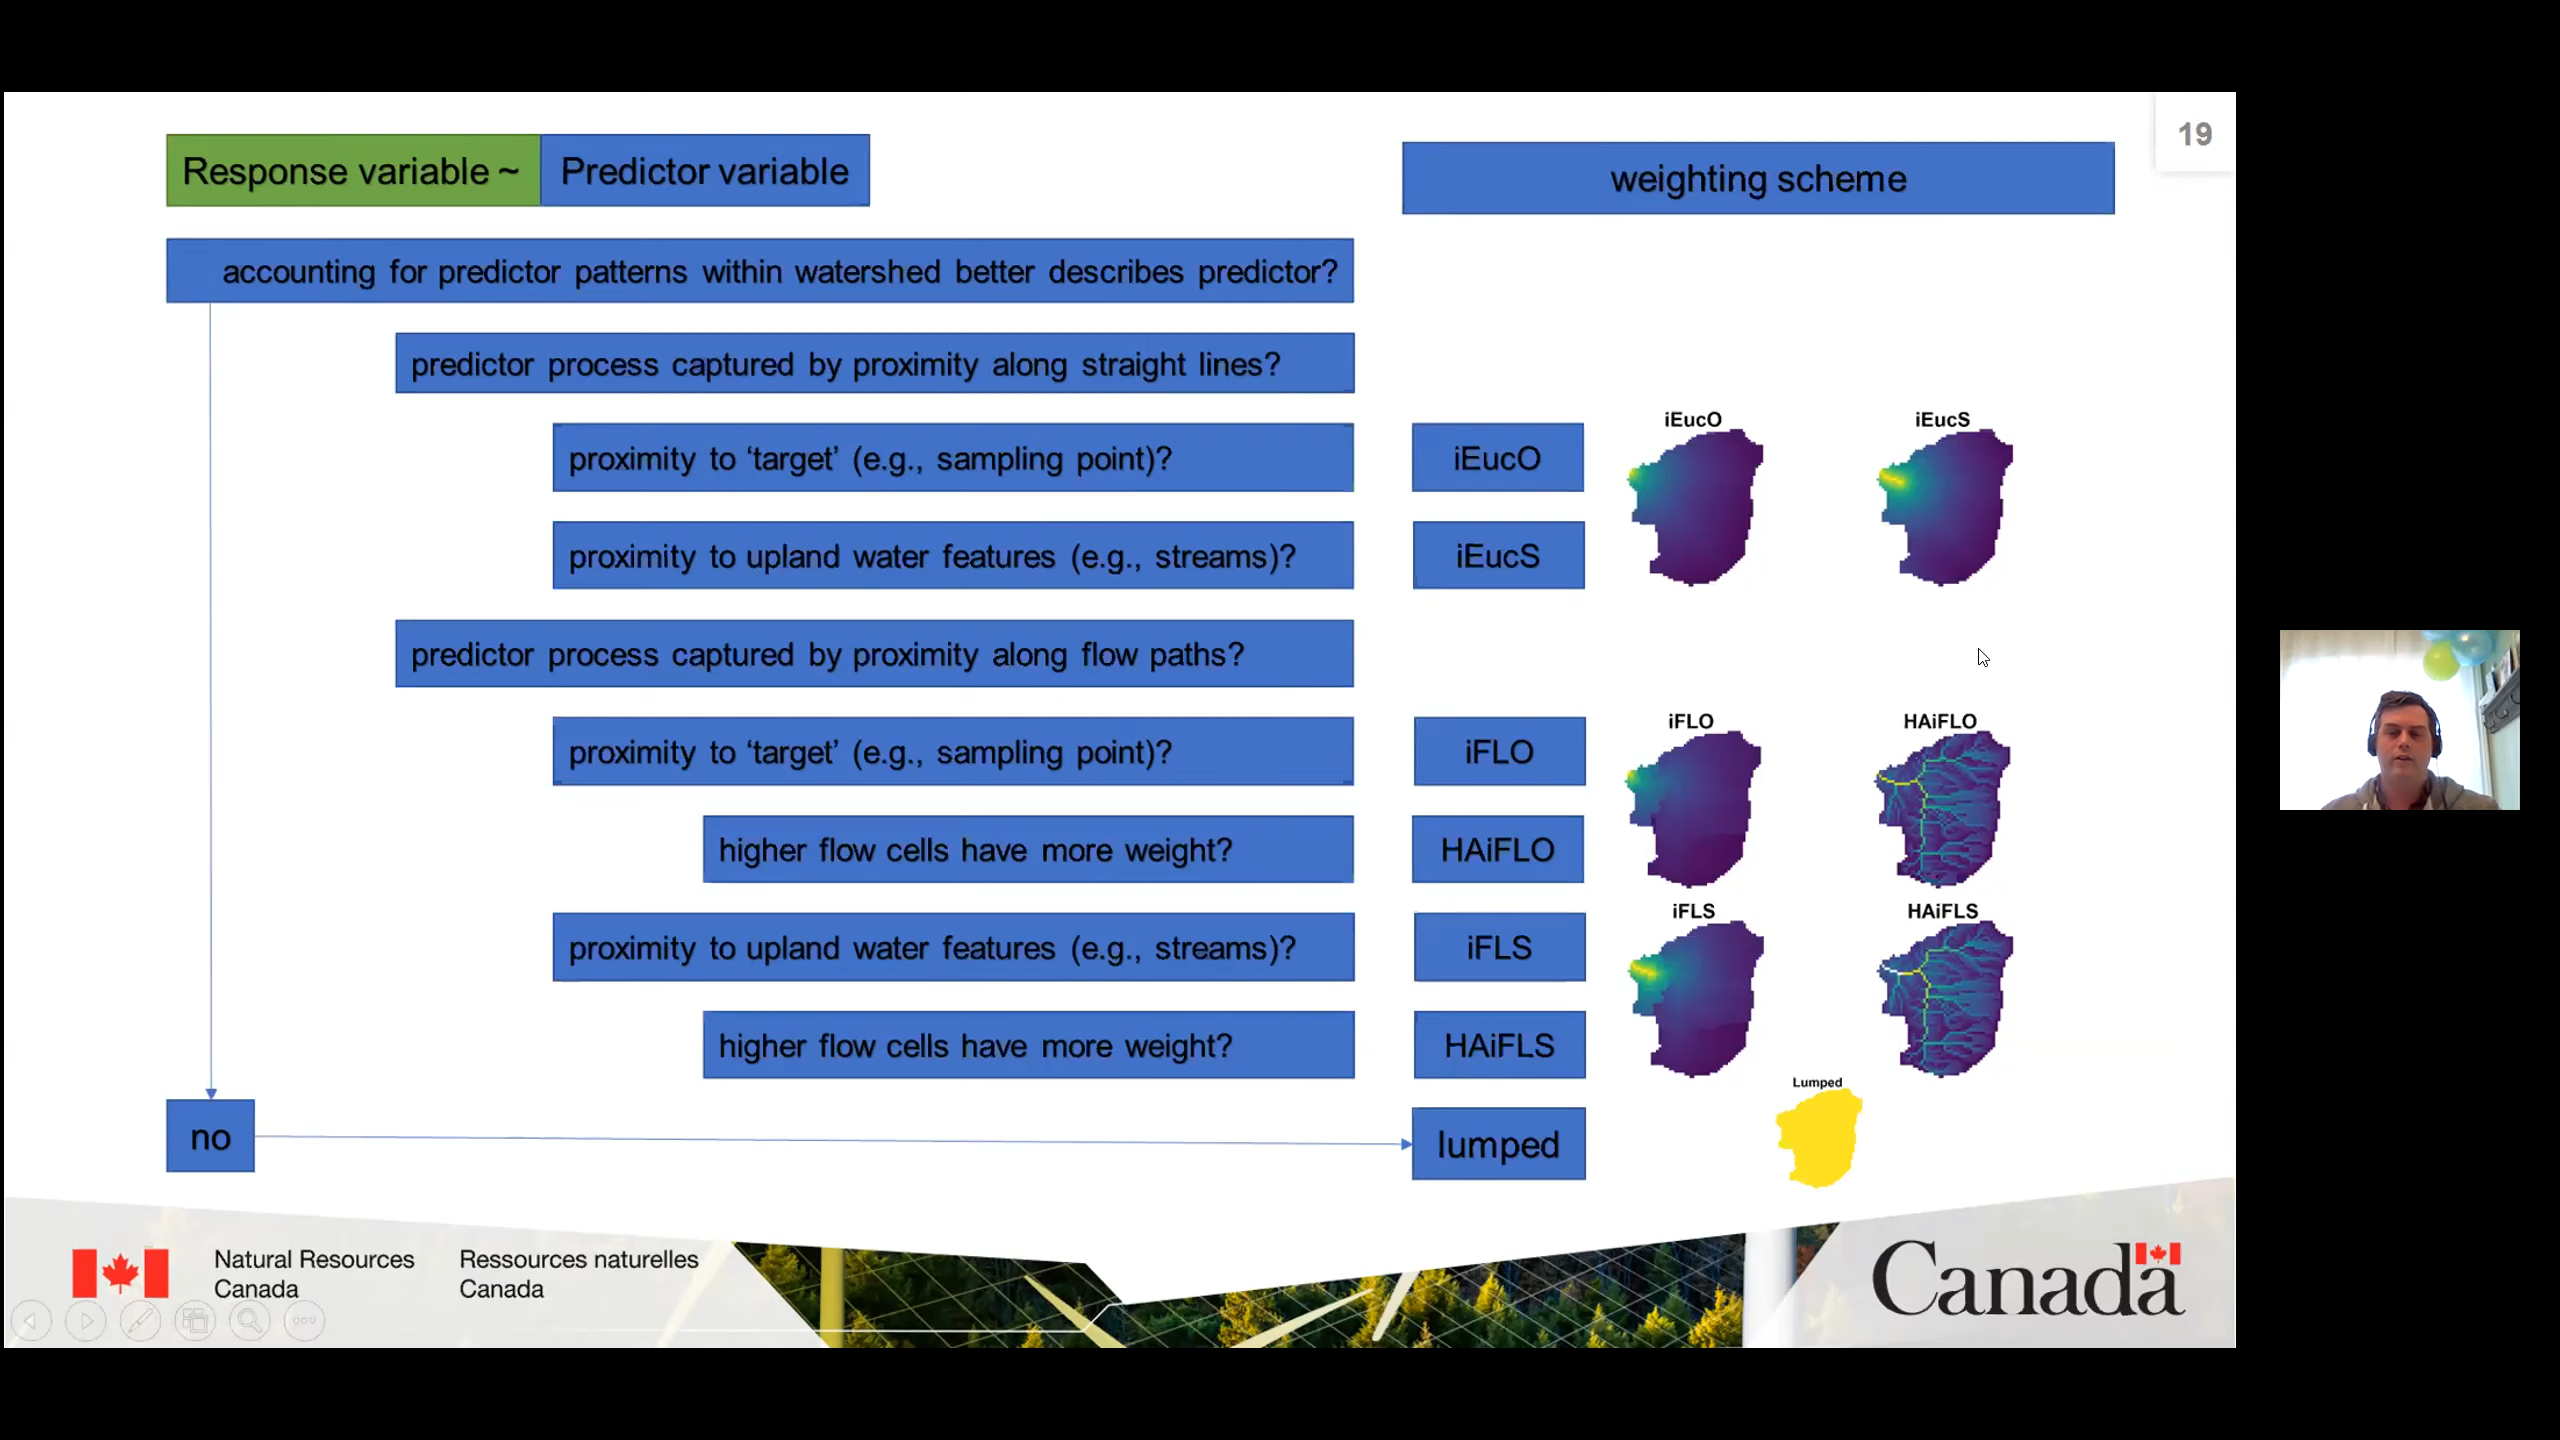 19
Response variable ~ Predictor variable
weighting scheme
accounting for predictor patterns within watershed better describes predictor?
predictor process captured by proximity along straight lines?
iEucO iEucS
proximity to ‘target’ (e.g., sampling point)? iEucO
proximity to upland water features (e.g., streams)? iEucS
predictor process captured by proximity along flow paths?
iFLO HAiFLO
proximity to ‘target’ (e.g., sampling point)? iFLO
higher flow cells have more weight? HAiFLO
iFLS HAiFLS
proximity to upland water features (e.g., streams)? iFLS
higher flow cells have more weight? HAiFLS
Lumped
no lumped
Natural Resources
Canada
Ressources naturelles
Canada
Canada